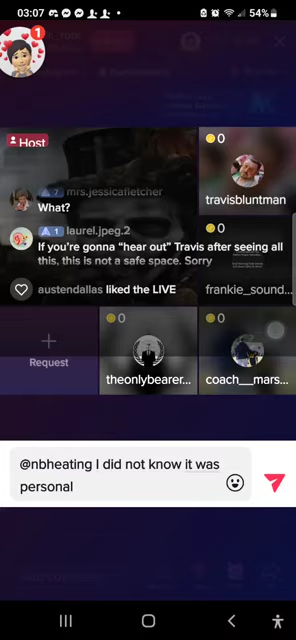 03:07
54%
1
Host
0
travisbluntman
7 mrs.jessicafletcher
What?
1 laurel.jpeg.2
If you're gonna “hear out” Travis after seeing all
this, this is not a safe space. Sorry
0
frankie_sound...
austendallas liked the LIVE
Request
0
theonlybearer...
0
coach__mars...
@nbheating I did not know it was
personal